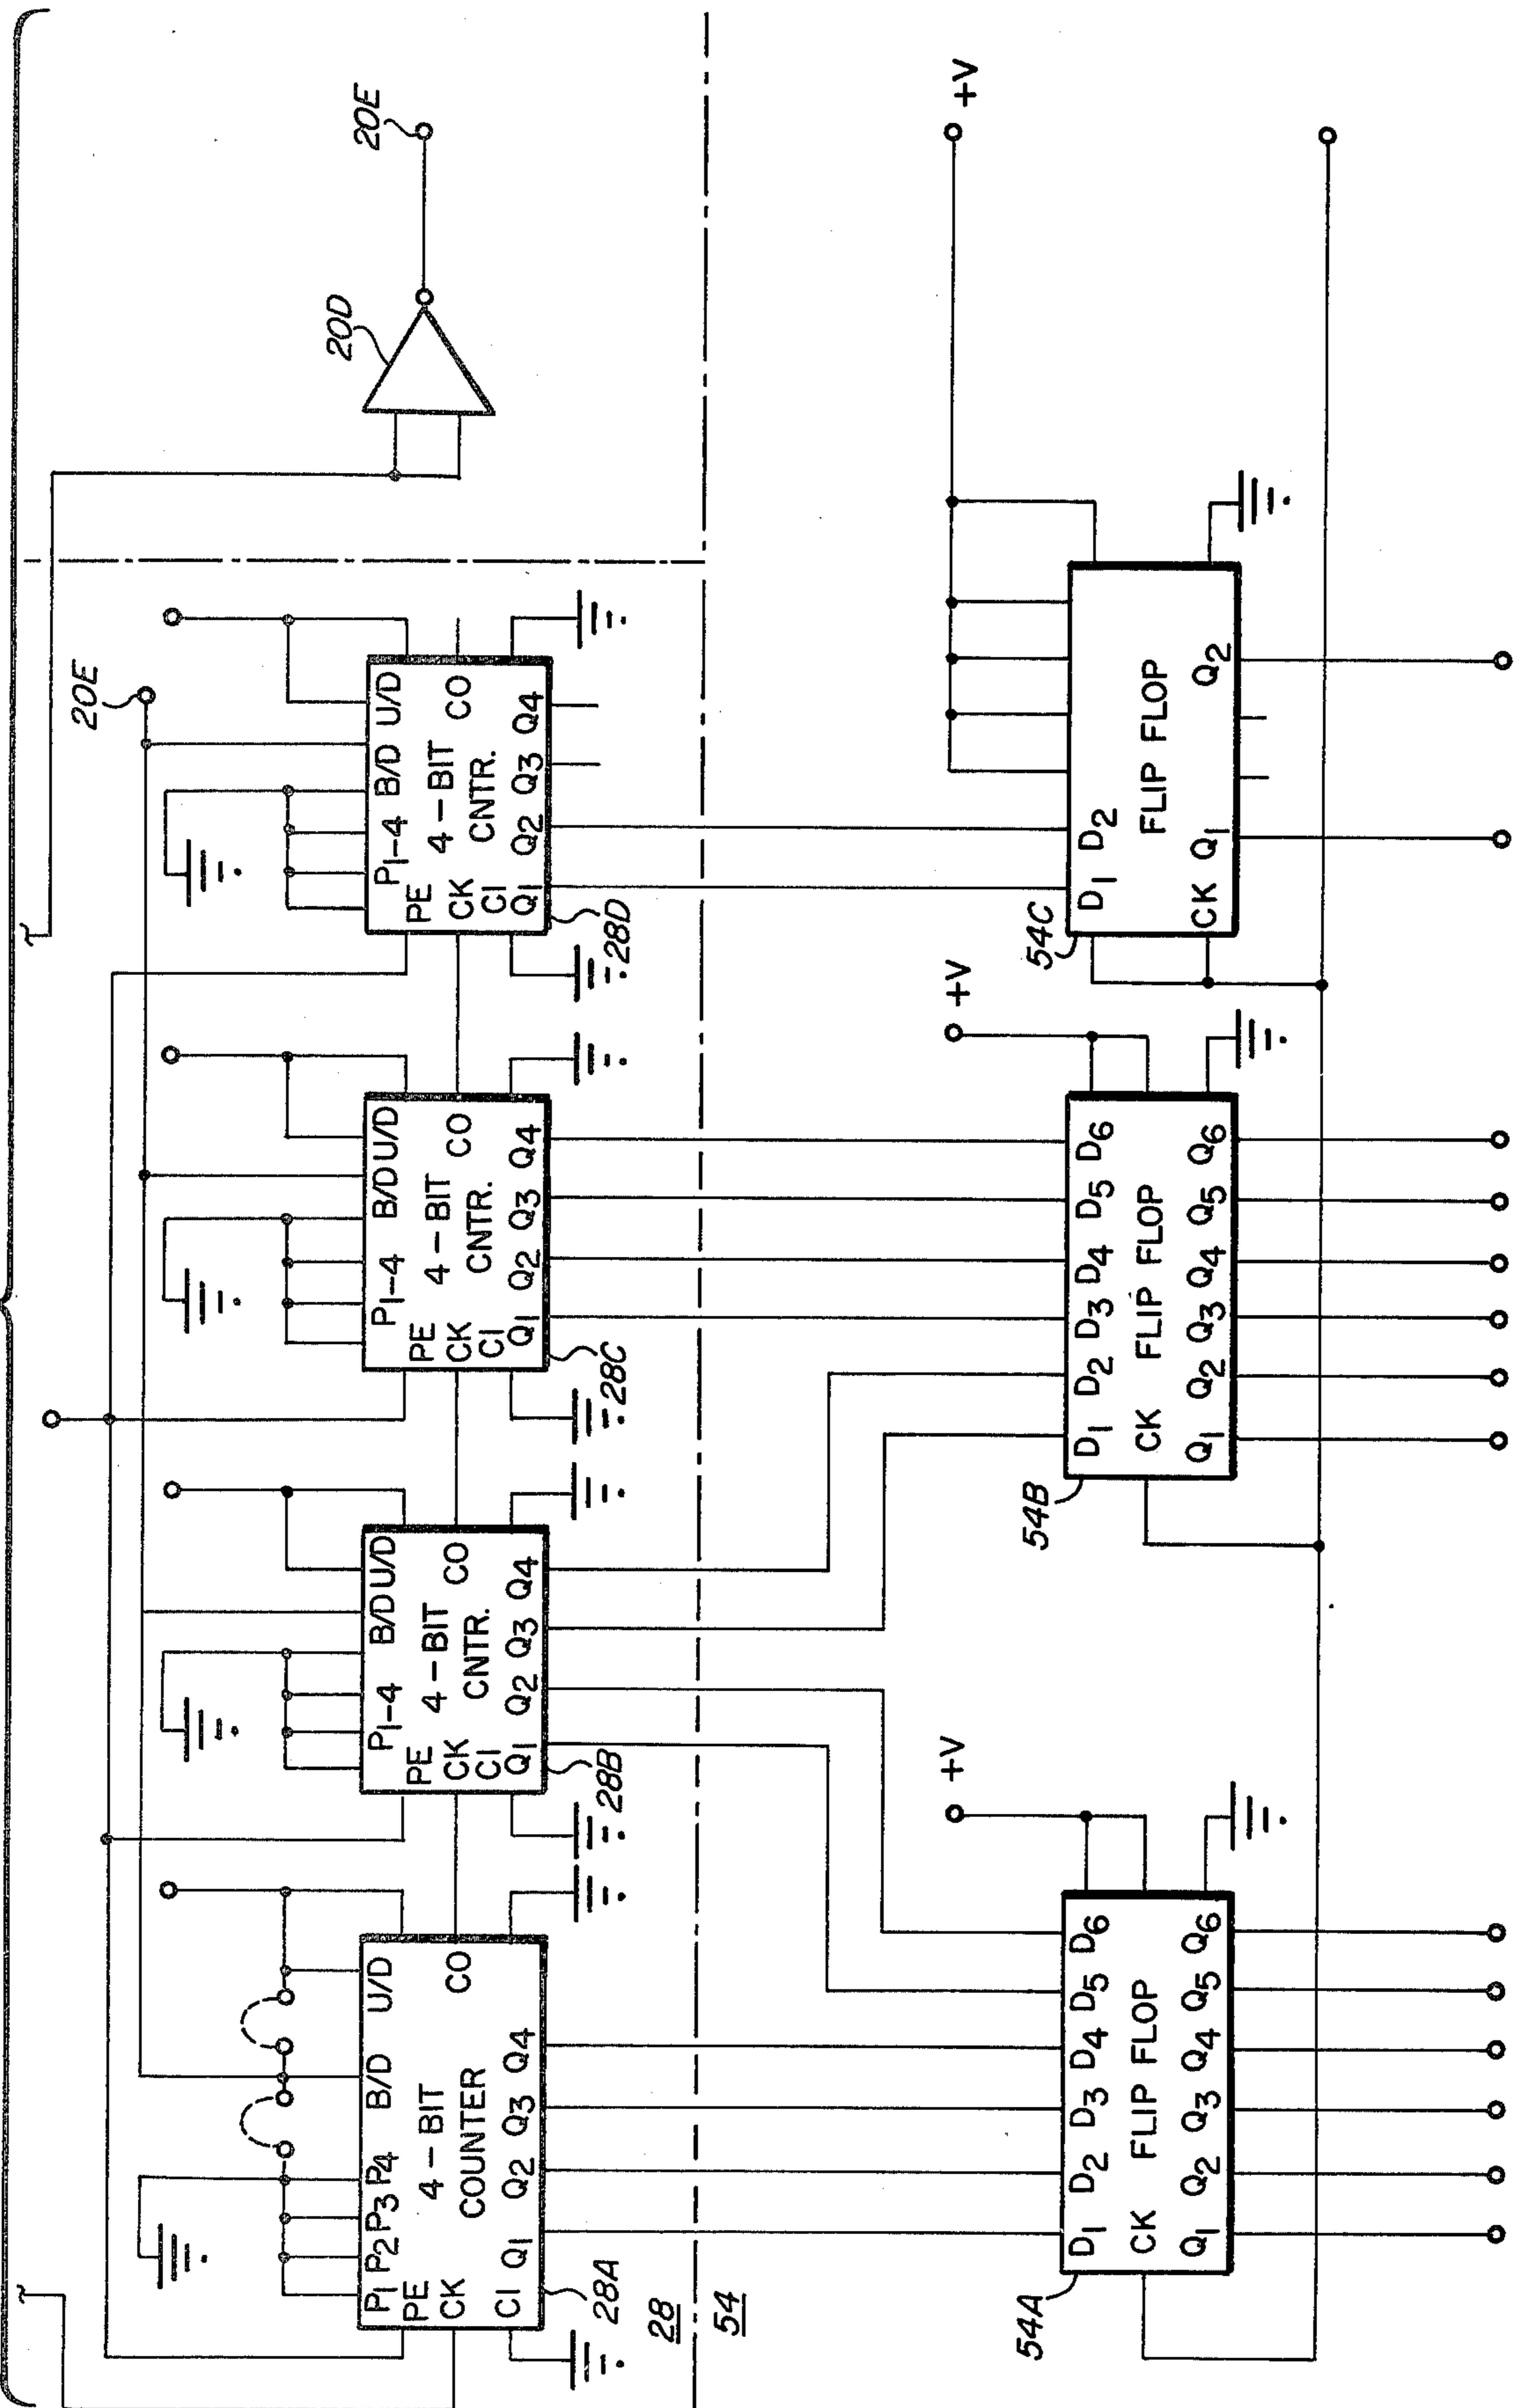 20D
20E
20E
P1 P2 P3 P4 B/D U/D
PE
CK
CI
4-BIT
COUNTER
CO
Q1 Q2 Q3 Q4
28A
P1-4 B/D U/D
PE
CK
CI
4-BIT
CNTR.
CO
Q1 Q2 Q3 Q4
28B
P1-4 B/D U/D
PE
CK
CI
4-BIT
CNTR.
CO
Q1 Q2 Q3 Q4
28C
P1-4 B/D U/D
PE
CK
CI
4-BIT
CNTR.
CO
Q1 Q2 Q3 Q4
28D
28
54
+V
+V
+V
54A
D1 D2 D3 D4 D5 D6
CK FLIP FLOP
Q1 Q2 Q3 Q4 Q5 Q6
54B
D1 D2 D3 D4 D5 D6
CK FLIP FLOP
Q1 Q2 Q3 Q4 Q5 Q6
54C
D1 D2
FLIP FLOP
CK Q1 Q2